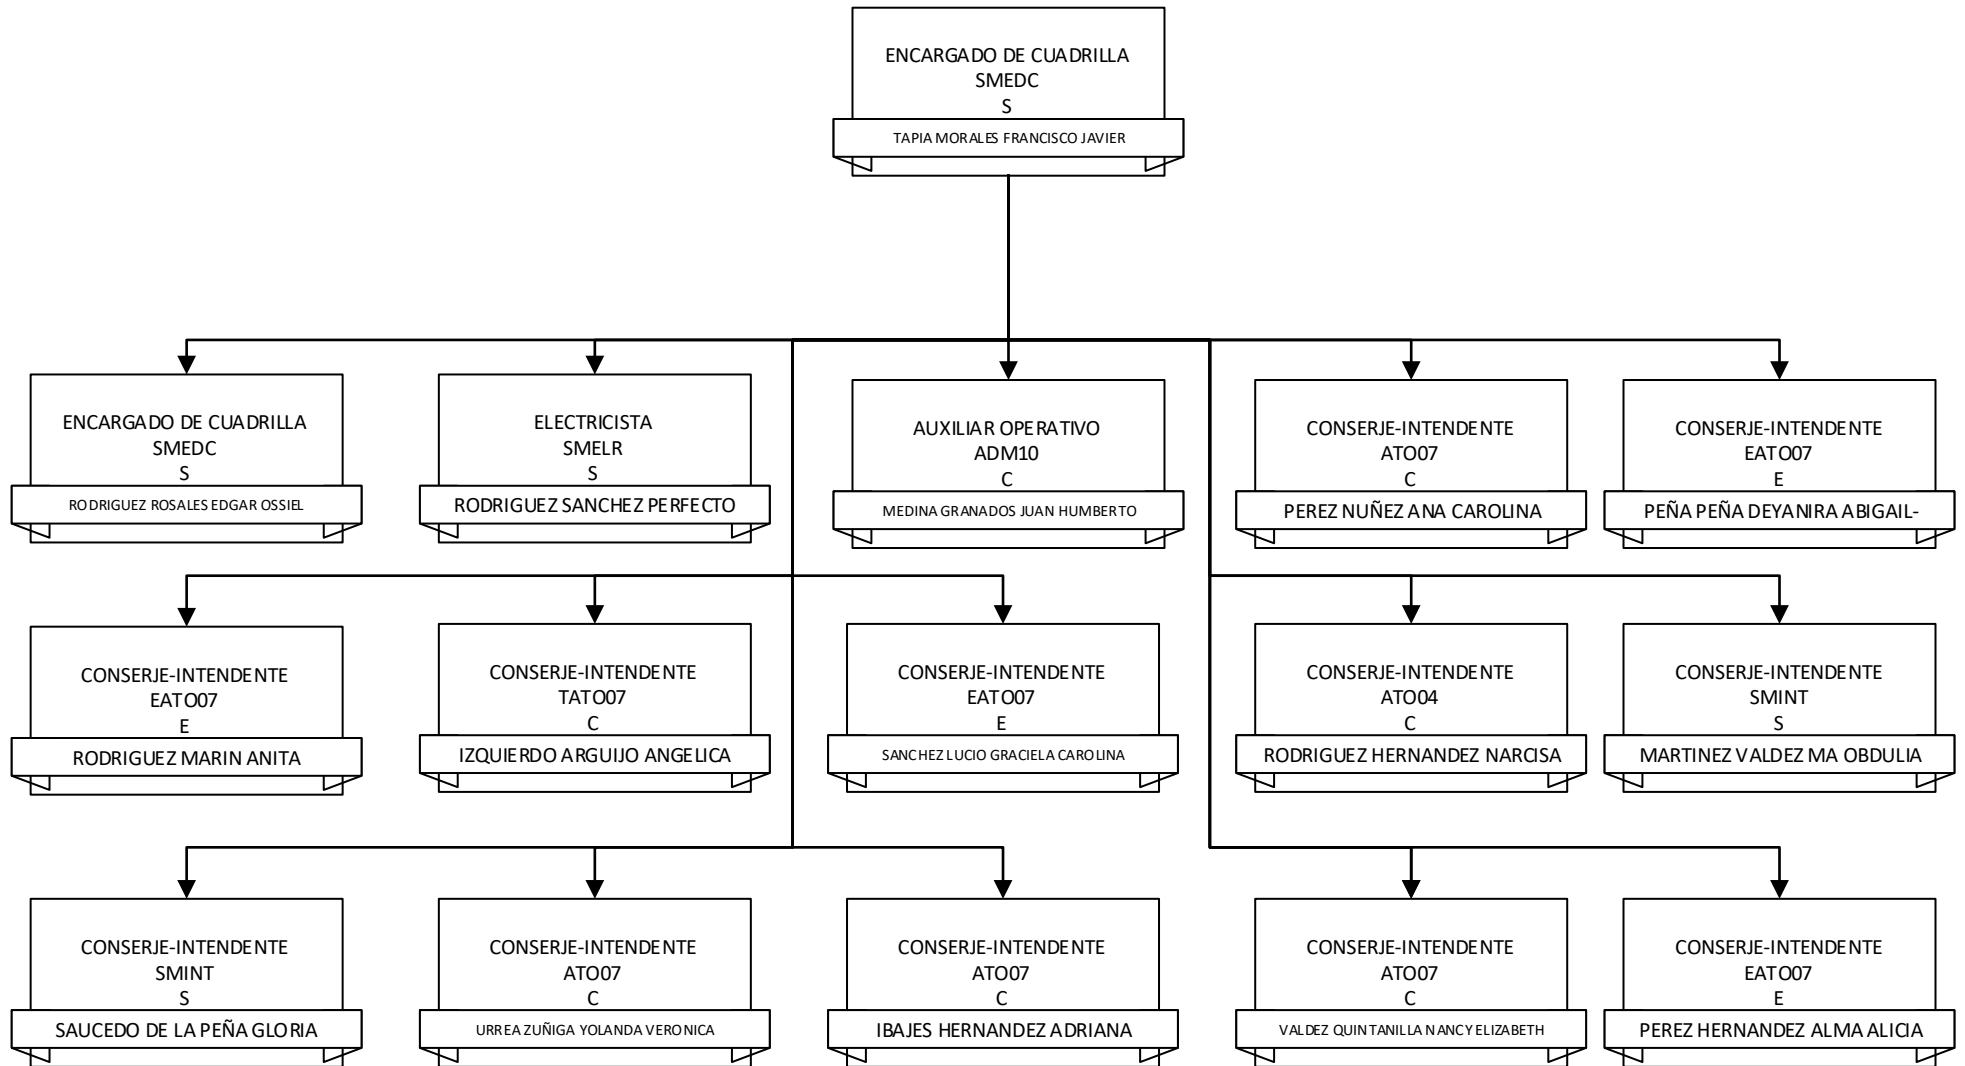 ENCARGADO DE CUADRILLA
SMEDC
S
TAPIA MORALES FRANCISCO JAVIER
ENCARGADO DE CUADRILLA
SMEDC
S
RODRIGUEZ ROSALES EDGAR OSSIEL
ELECTRICISTA
SMELR
S
RODRIGUEZ SANCHEZ PERFECTO
AUXILIAR OPERATIVO
ADM10
C
MEDINA GRANADOS JUAN HUMBERTO
CONSERJE-INTENDENTE
ATO07
C
PEREZ NUÑEZ ANA CAROLINA
CONSERJE-INTENDENTE
EATO07
E
PEÑA PEÑA DEYANIRA ABIGAIL-
CONSERJE-INTENDENTE
EATO07
E
RODRIGUEZ MARIN ANITA
CONSERJE-INTENDENTE
TATO07
C
IZQUIERDO ARGUIJO ANGELICA
CONSERJE-INTENDENTE
EATO07
E
SANCHEZ LUCIO GRACIELA CAROLINA
CONSERJE-INTENDENTE
ATO04
C
RODRIGUEZ HERNANDEZ NARCISA
CONSERJE-INTENDENTE
SMINT
S
MARTINEZ VALDEZ MA OBDULIA
CONSERJE-INTENDENTE
SMINT
S
SAUCEDO DE LA PEÑA GLORIA
CONSERJE-INTENDENTE
ATO07
C
URREA ZUÑIGA YOLANDA VERONICA
CONSERJE-INTENDENTE
ATO07
C
IBAJES HERNANDEZ ADRIANA
CONSERJE-INTENDENTE
ATO07
C
VALDEZ QUINTANILLA NANCY ELIZABETH
CONSERJE-INTENDENTE
EATO07
E
PEREZ HERNANDEZ ALMA ALICIA